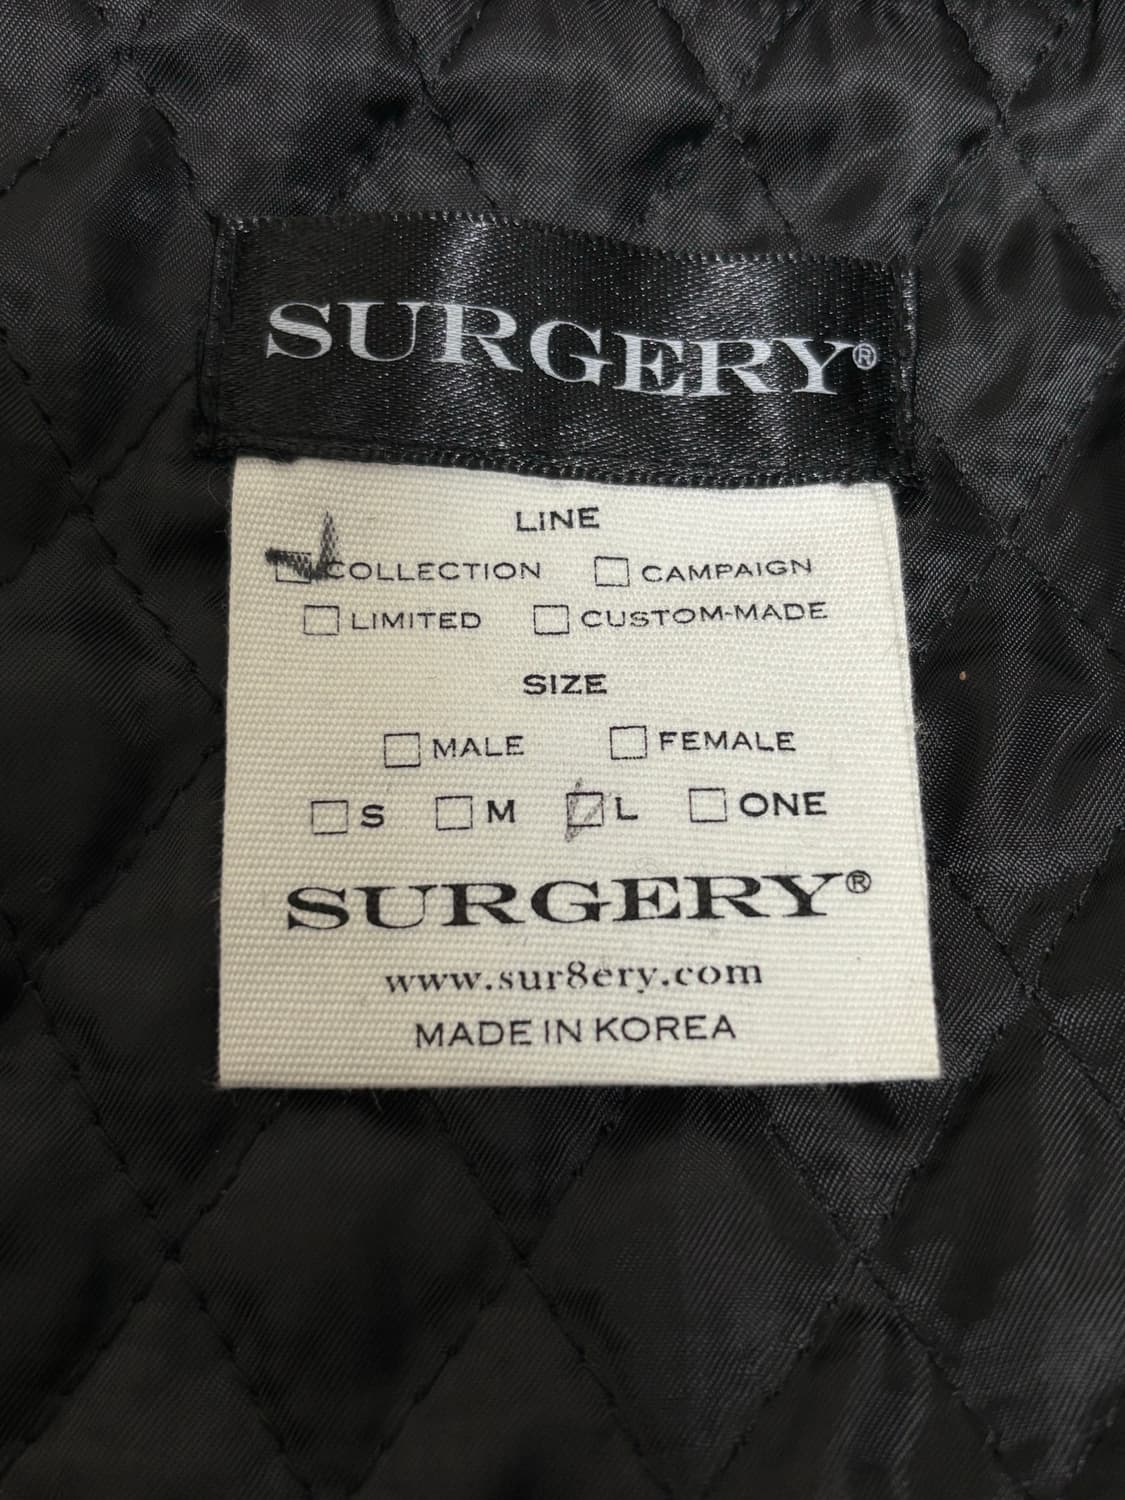 SURGERY®
LINE
COLLECTION CAMPAIGN
LIMITED CUSTOM-MADE
SIZE
MALE FEMALE
S M L ONE
SURGERY®
www.sur8ery.com
MADE IN KOREA